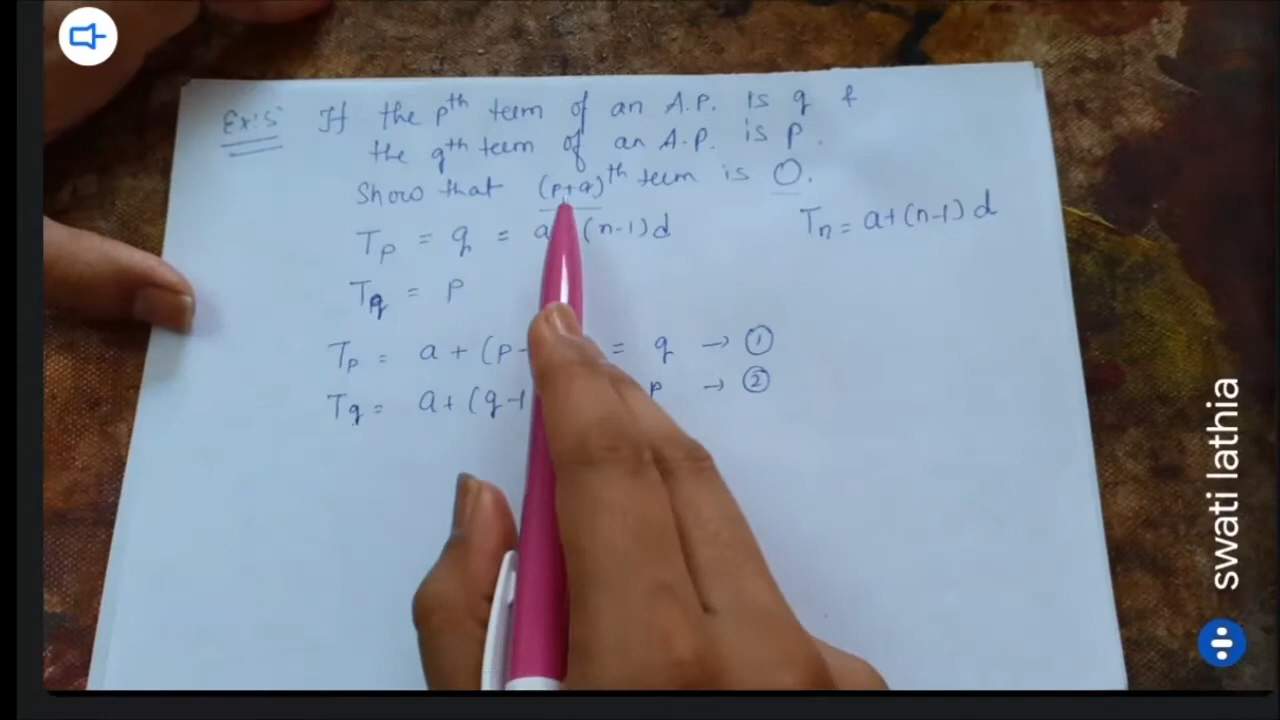 Ex:5 If the pth term of an A.P. is q &
the qth term of an A.P. is p.
Show that (p+q)th term is 0.
Tp = q = a (n-1)d
Tn = a+(n-1)d
Tq = p
Tp = a + (p- = q → ①
Tq = a + (q-1 p → ②
swati lathia